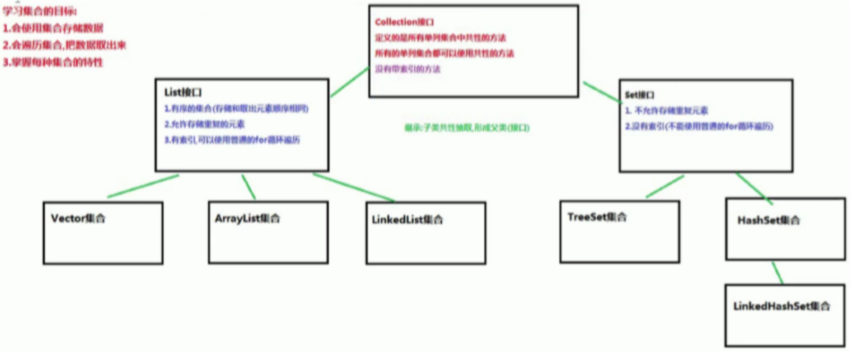 学习集合的目标:
1.会使用集合存储数据
2.会遍历集合,把数据取出来
3.掌握每种集合的特性
Collection接口
定义的是所有单列集合中共性的方法
所有的单列集合都可以使用共性的方法
没有带索引的方法
List接口
1.有序的集合(存储和取出元素顺序相同)
2.允许存储重复的元素
3.有索引,可以使用普通的for循环遍历
继承:子类共性抽取,形成父类(接口)
Set接口
1. 不允许存储重复元素
2.没有索引(不能使用普通的for循环遍历)
Vector集合
ArrayList集合
LinkedList集合
TreeSet集合
HashSet集合
LinkedHashSet集合